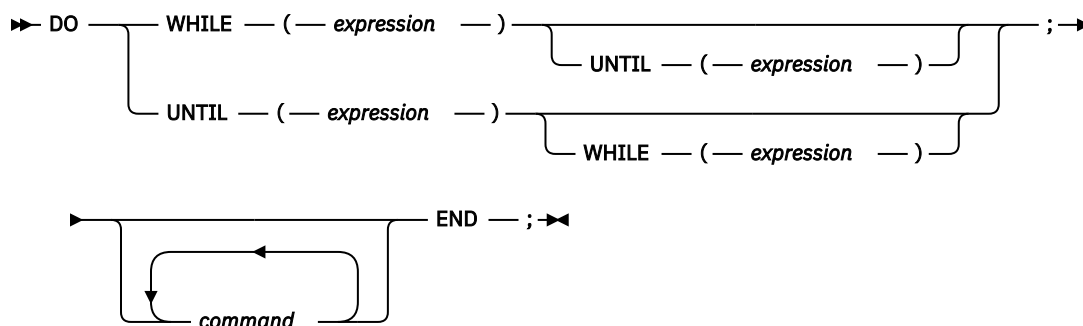 DO WHILE ( expression ) ;
UNTIL ( expression )
UNTIL ( expression )
WHILE ( expression )
END ;
command